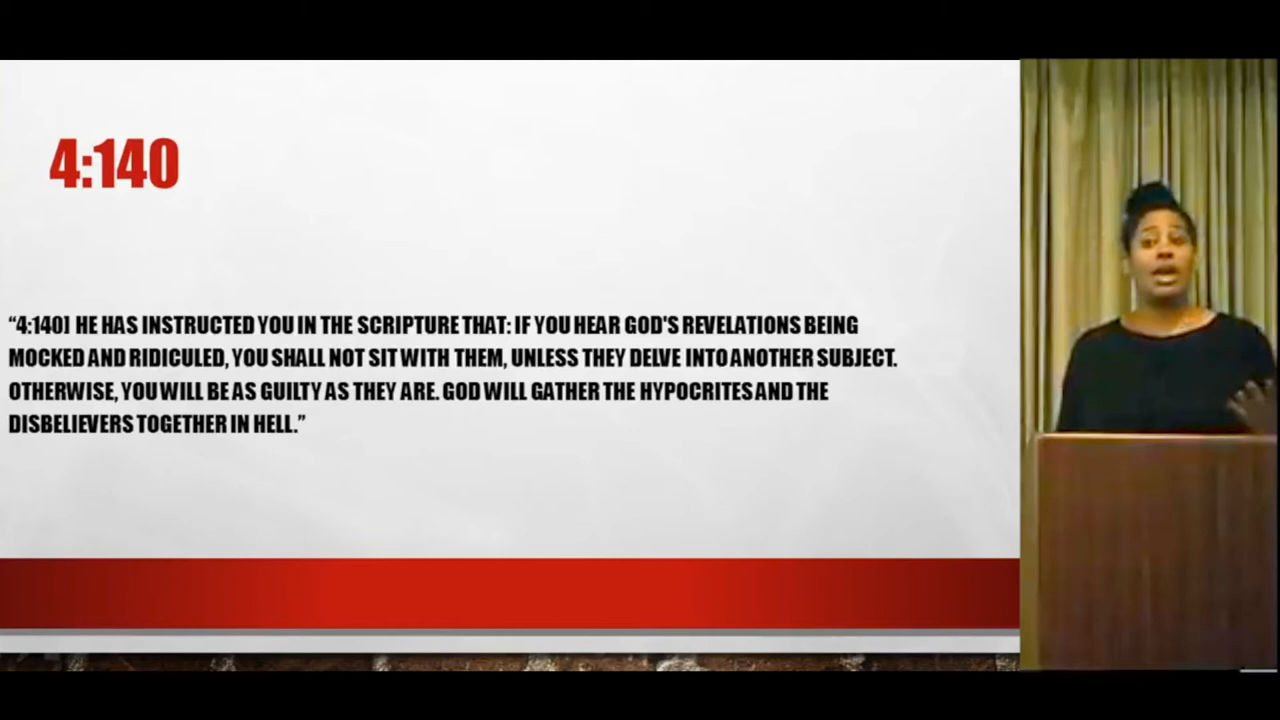 4:140
“4:140] HE HAS INSTRUCTED YOU IN THE SCRIPTURE THAT: IF YOU HEAR GOD'S REVELATIONS BEING
MOCKED AND RIDICULED, YOU SHALL NOT SIT WITH THEM, UNLESS THEY DELVE INTO ANOTHER SUBJECT.
OTHERWISE, YOU WILL BE AS GUILTY AS THEY ARE. GOD WILL GATHER THE HYPOCRITES AND THE
DISBELIEVERS TOGETHER IN HELL.”